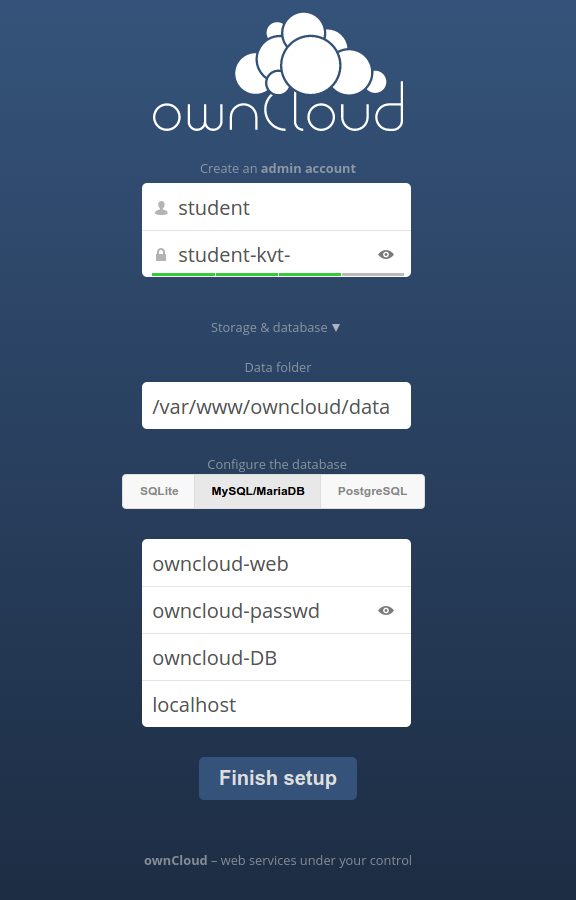 ownCloud
Create an admin account
student
student-kvt-
Storage & database ▼
Data folder
/var/www/owncloud/data
Configure the database
SQLite MySQL/MariaDB PostgreSQL
owncloud-web
owncloud-passwd
owncloud-DB
localhost
Finish setup
ownCloud – web services under your control